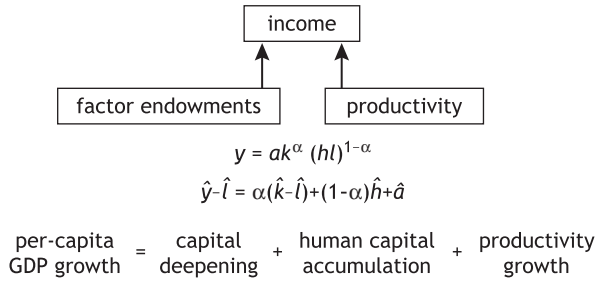 income
factor endowments productivity
y = ak^α (hl)^{1−α}
ŷ-l̂ = α(k̂-l̂)+(1-α)ĥ+â
per-capita GDP growth = capital deepening + human capital accumulation + productivity growth